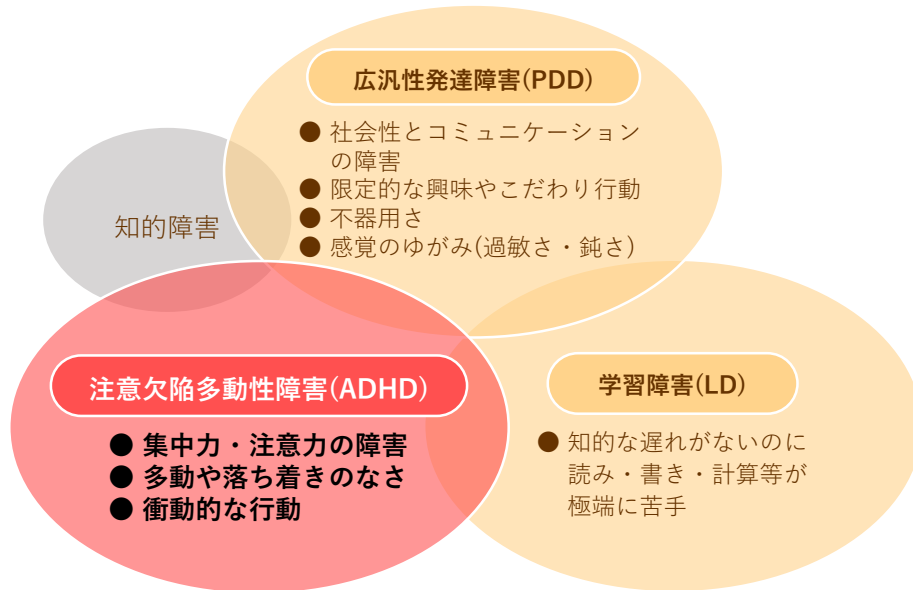 広汎性発達障害(PDD)
● 社会性とコミュニケーション
の障害
● 限定的な興味やこだわり行動
● 不器用さ
● 感覚のゆがみ(過敏さ・鈍さ)
知的障害
注意欠陥多動性障害(ADHD)
● 集中力・注意力の障害
● 多動や落ち着きのなさ
● 衝動的な行動
学習障害(LD)
● 知的な遅れがないのに
読み・書き・計算等が
極端に苦手